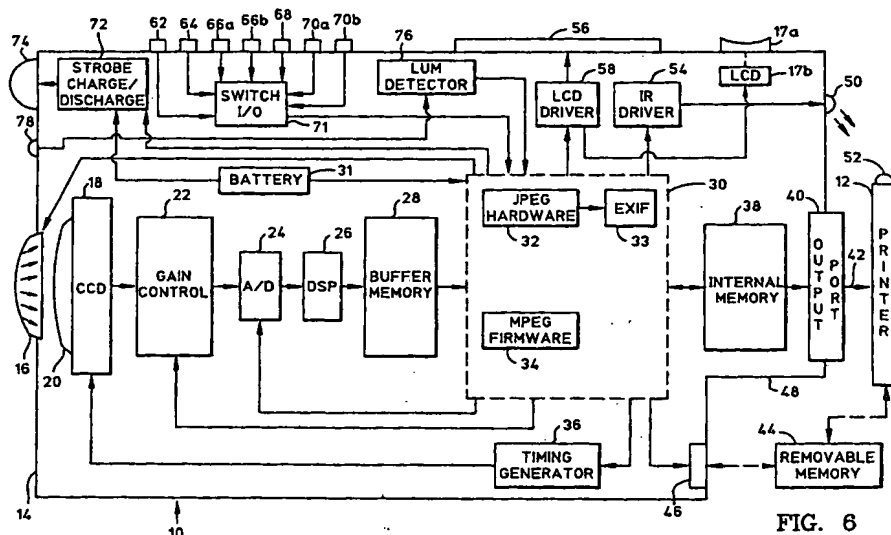 72
62
64
66a
66b
68
70a
70b
56
17a
74
STROBE
CHARGE/
DISCHARGE
SWITCH
I/O
71
76
LUM DETECTOR
58
LCD
DRIVER
54
IR
DRIVER
LCD
17b
50
78
BATTERY
31
30
52
12
18
22
24
26
28
JPEG
HARDWARE
32
EXIF
33
38
40
CCD
GAIN
CONTROL
A/D
DSP
BUFFER
MEMORY
INTERNAL
MEMORY
OUTPUT
PORT
42
PRINTER
MPEG
FIRMWARE
34
16
20
48
36
TIMING
GENERATOR
44
REMOVABLE
MEMORY
46
14
10
FIG. 6